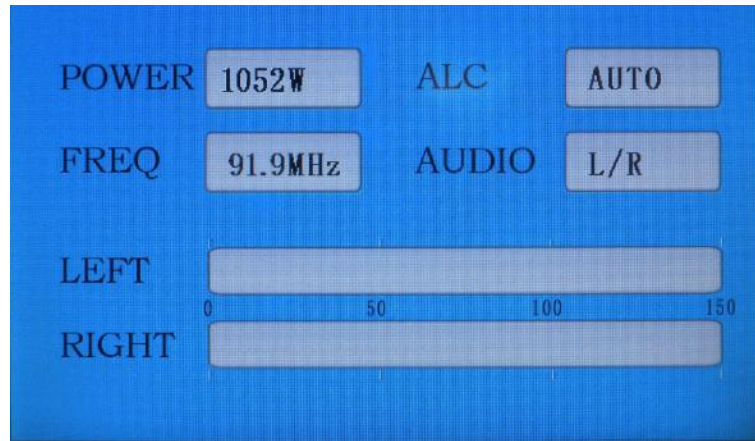 POWER 1052W ALC AUTO
FREQ 91.9MHz AUDIO L/R
LEFT
0 50 100 150
RIGHT